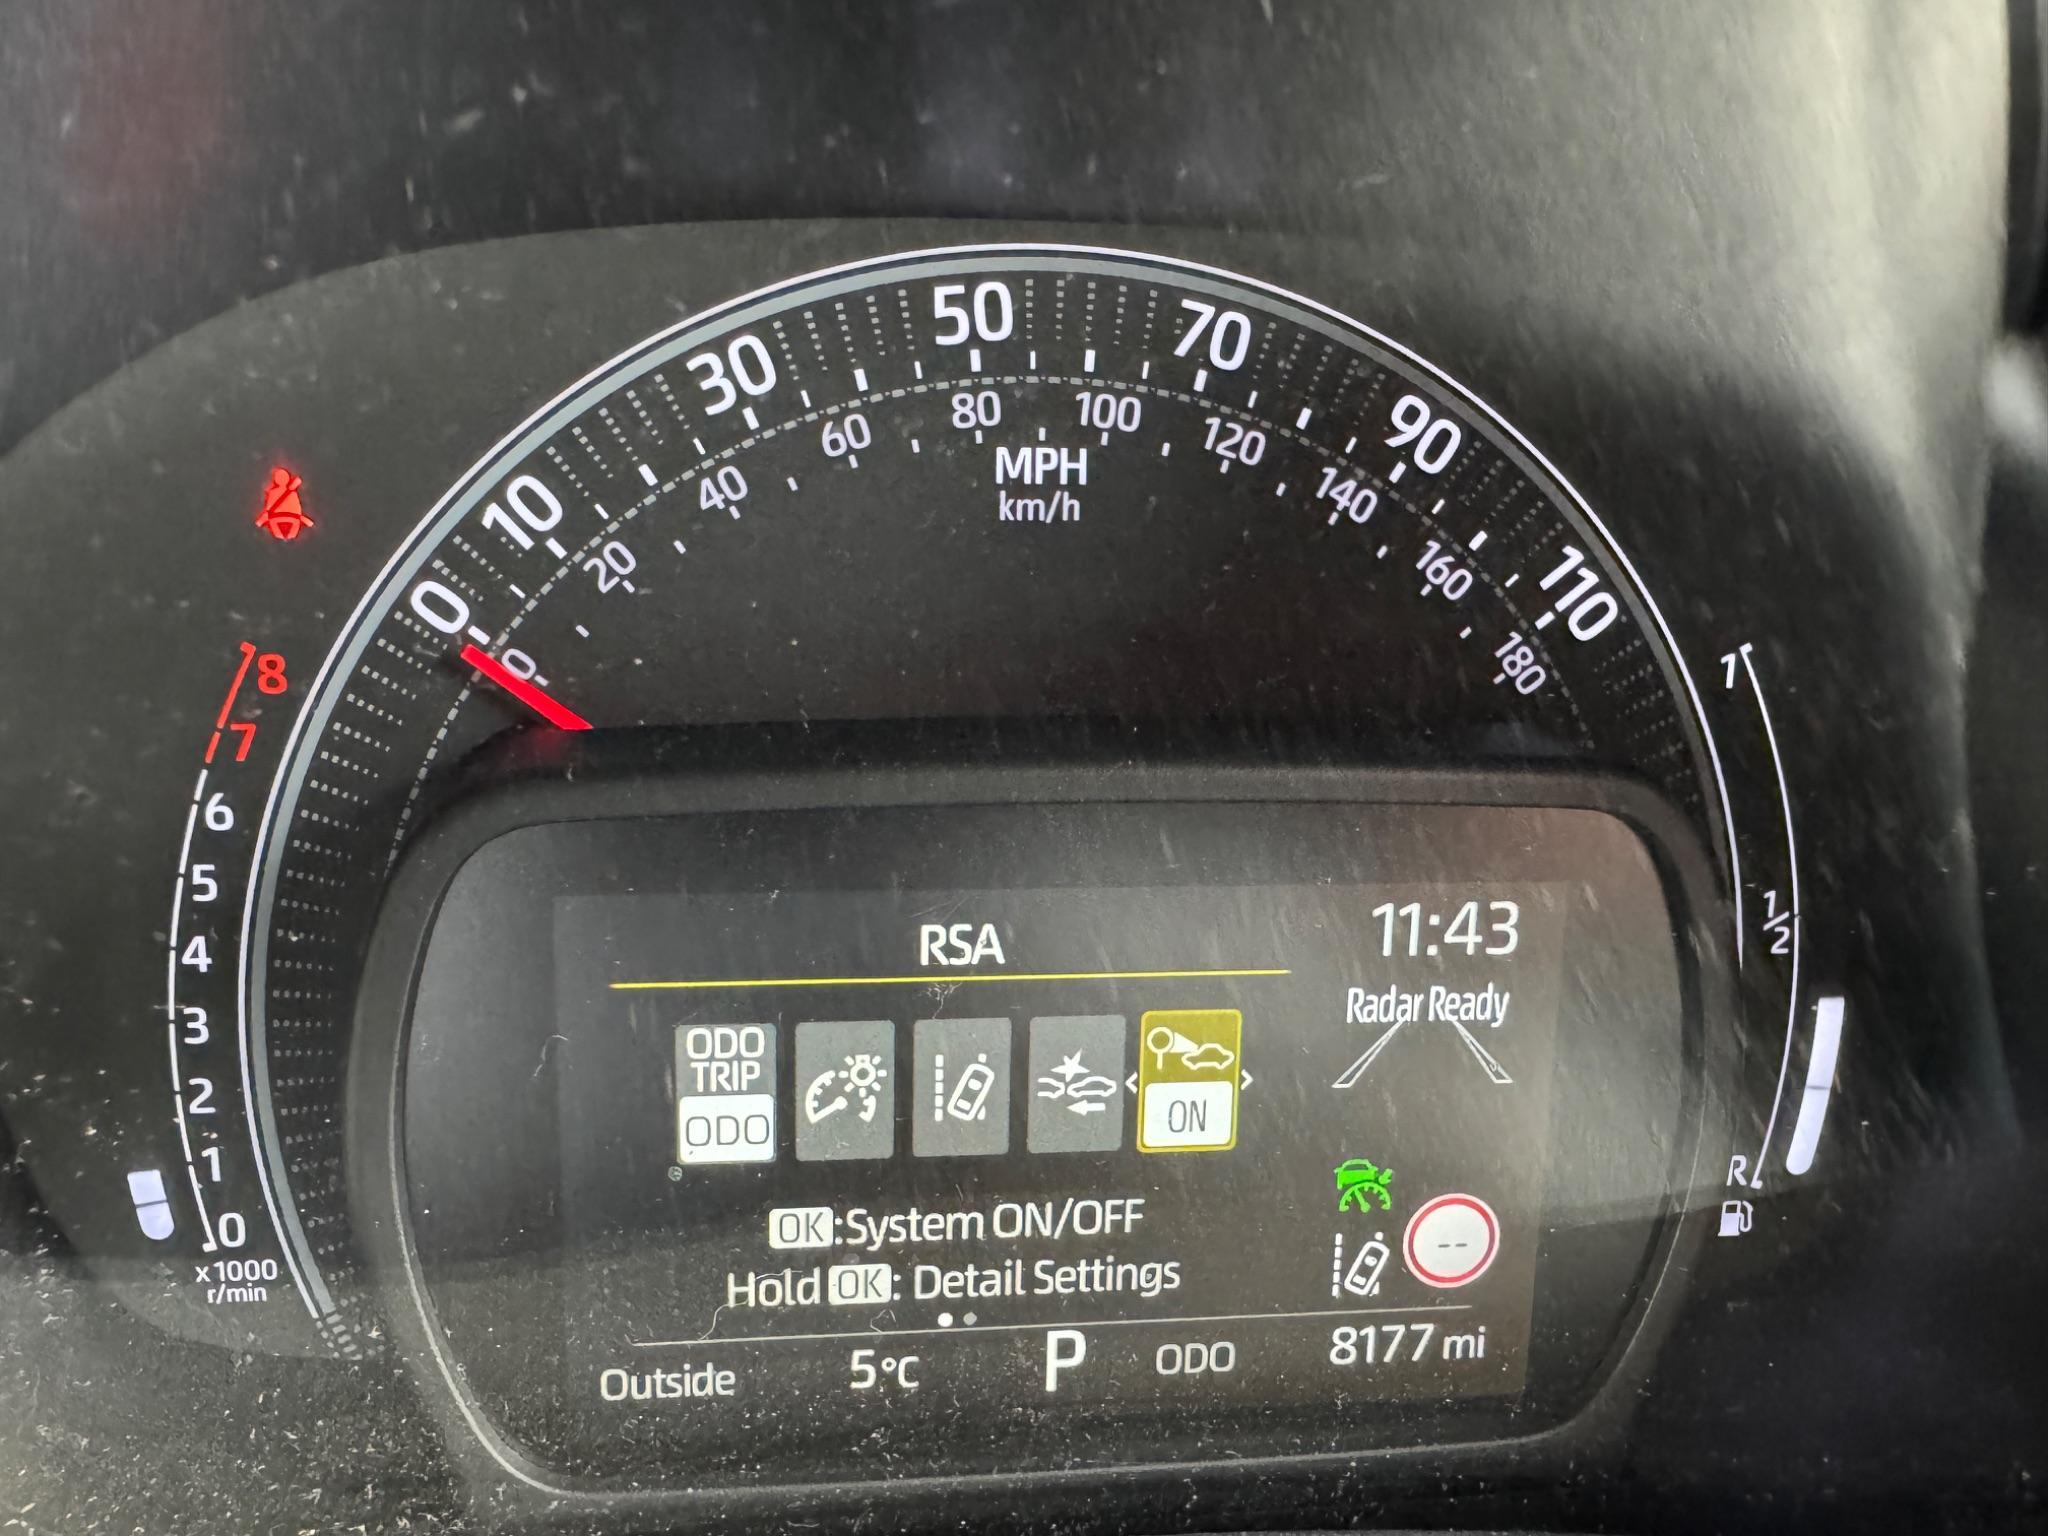 50
70
30
90
10
110
0
80
100
60
120
40
140
20
160
0
180
MPH
km/h
8
7
6
5
4
3
2
1
0
x1000
r/min
1
1/2
R
RSA
11:43
Radar Ready
ODO
TRIP
ODO
ON
OK:System ON/OFF
Hold OK: Detail Settings
--
Outside 5°C P ODO 8177 mi